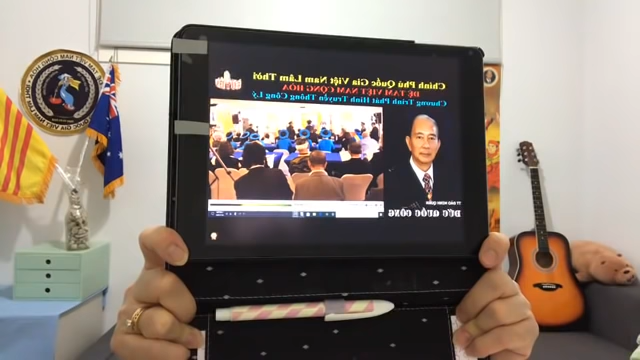 Chính Phủ Quốc Gia Việt Nam Lâm Thời
ĐỆ TAM VIỆT NAM CỘNG HÒA
Chương Trình Phát Hình Truyền Thông Công Lý
ĐỨC QUỐC CÔNG